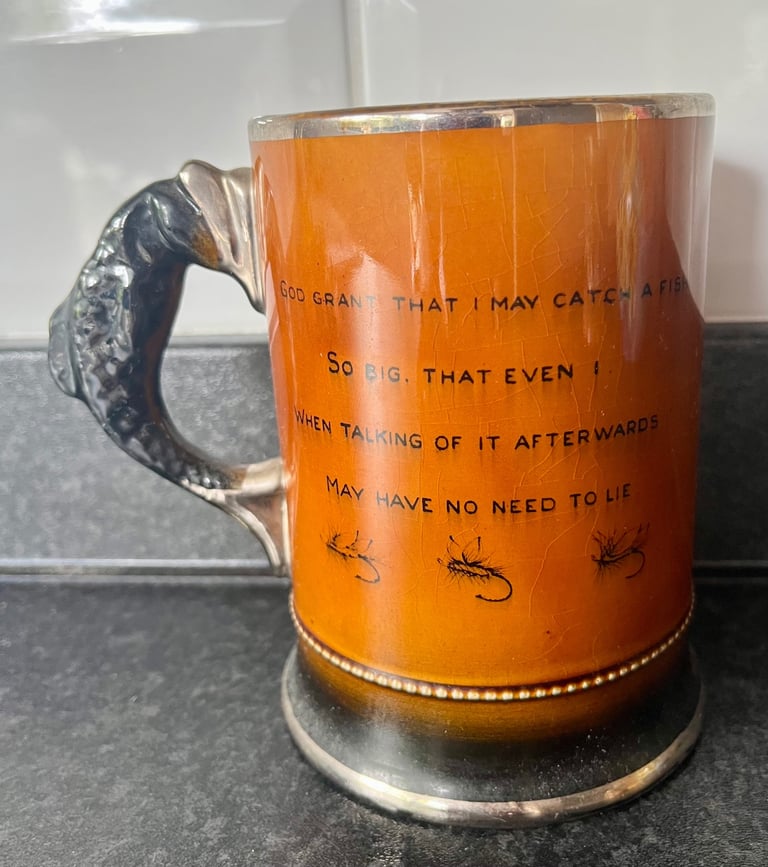 GOD GRANT THAT I MAY CATCH A FISH
SO BIG, THAT EVEN I
WHEN TALKING OF IT AFTERWARDS
MAY HAVE NO NEED TO LIE